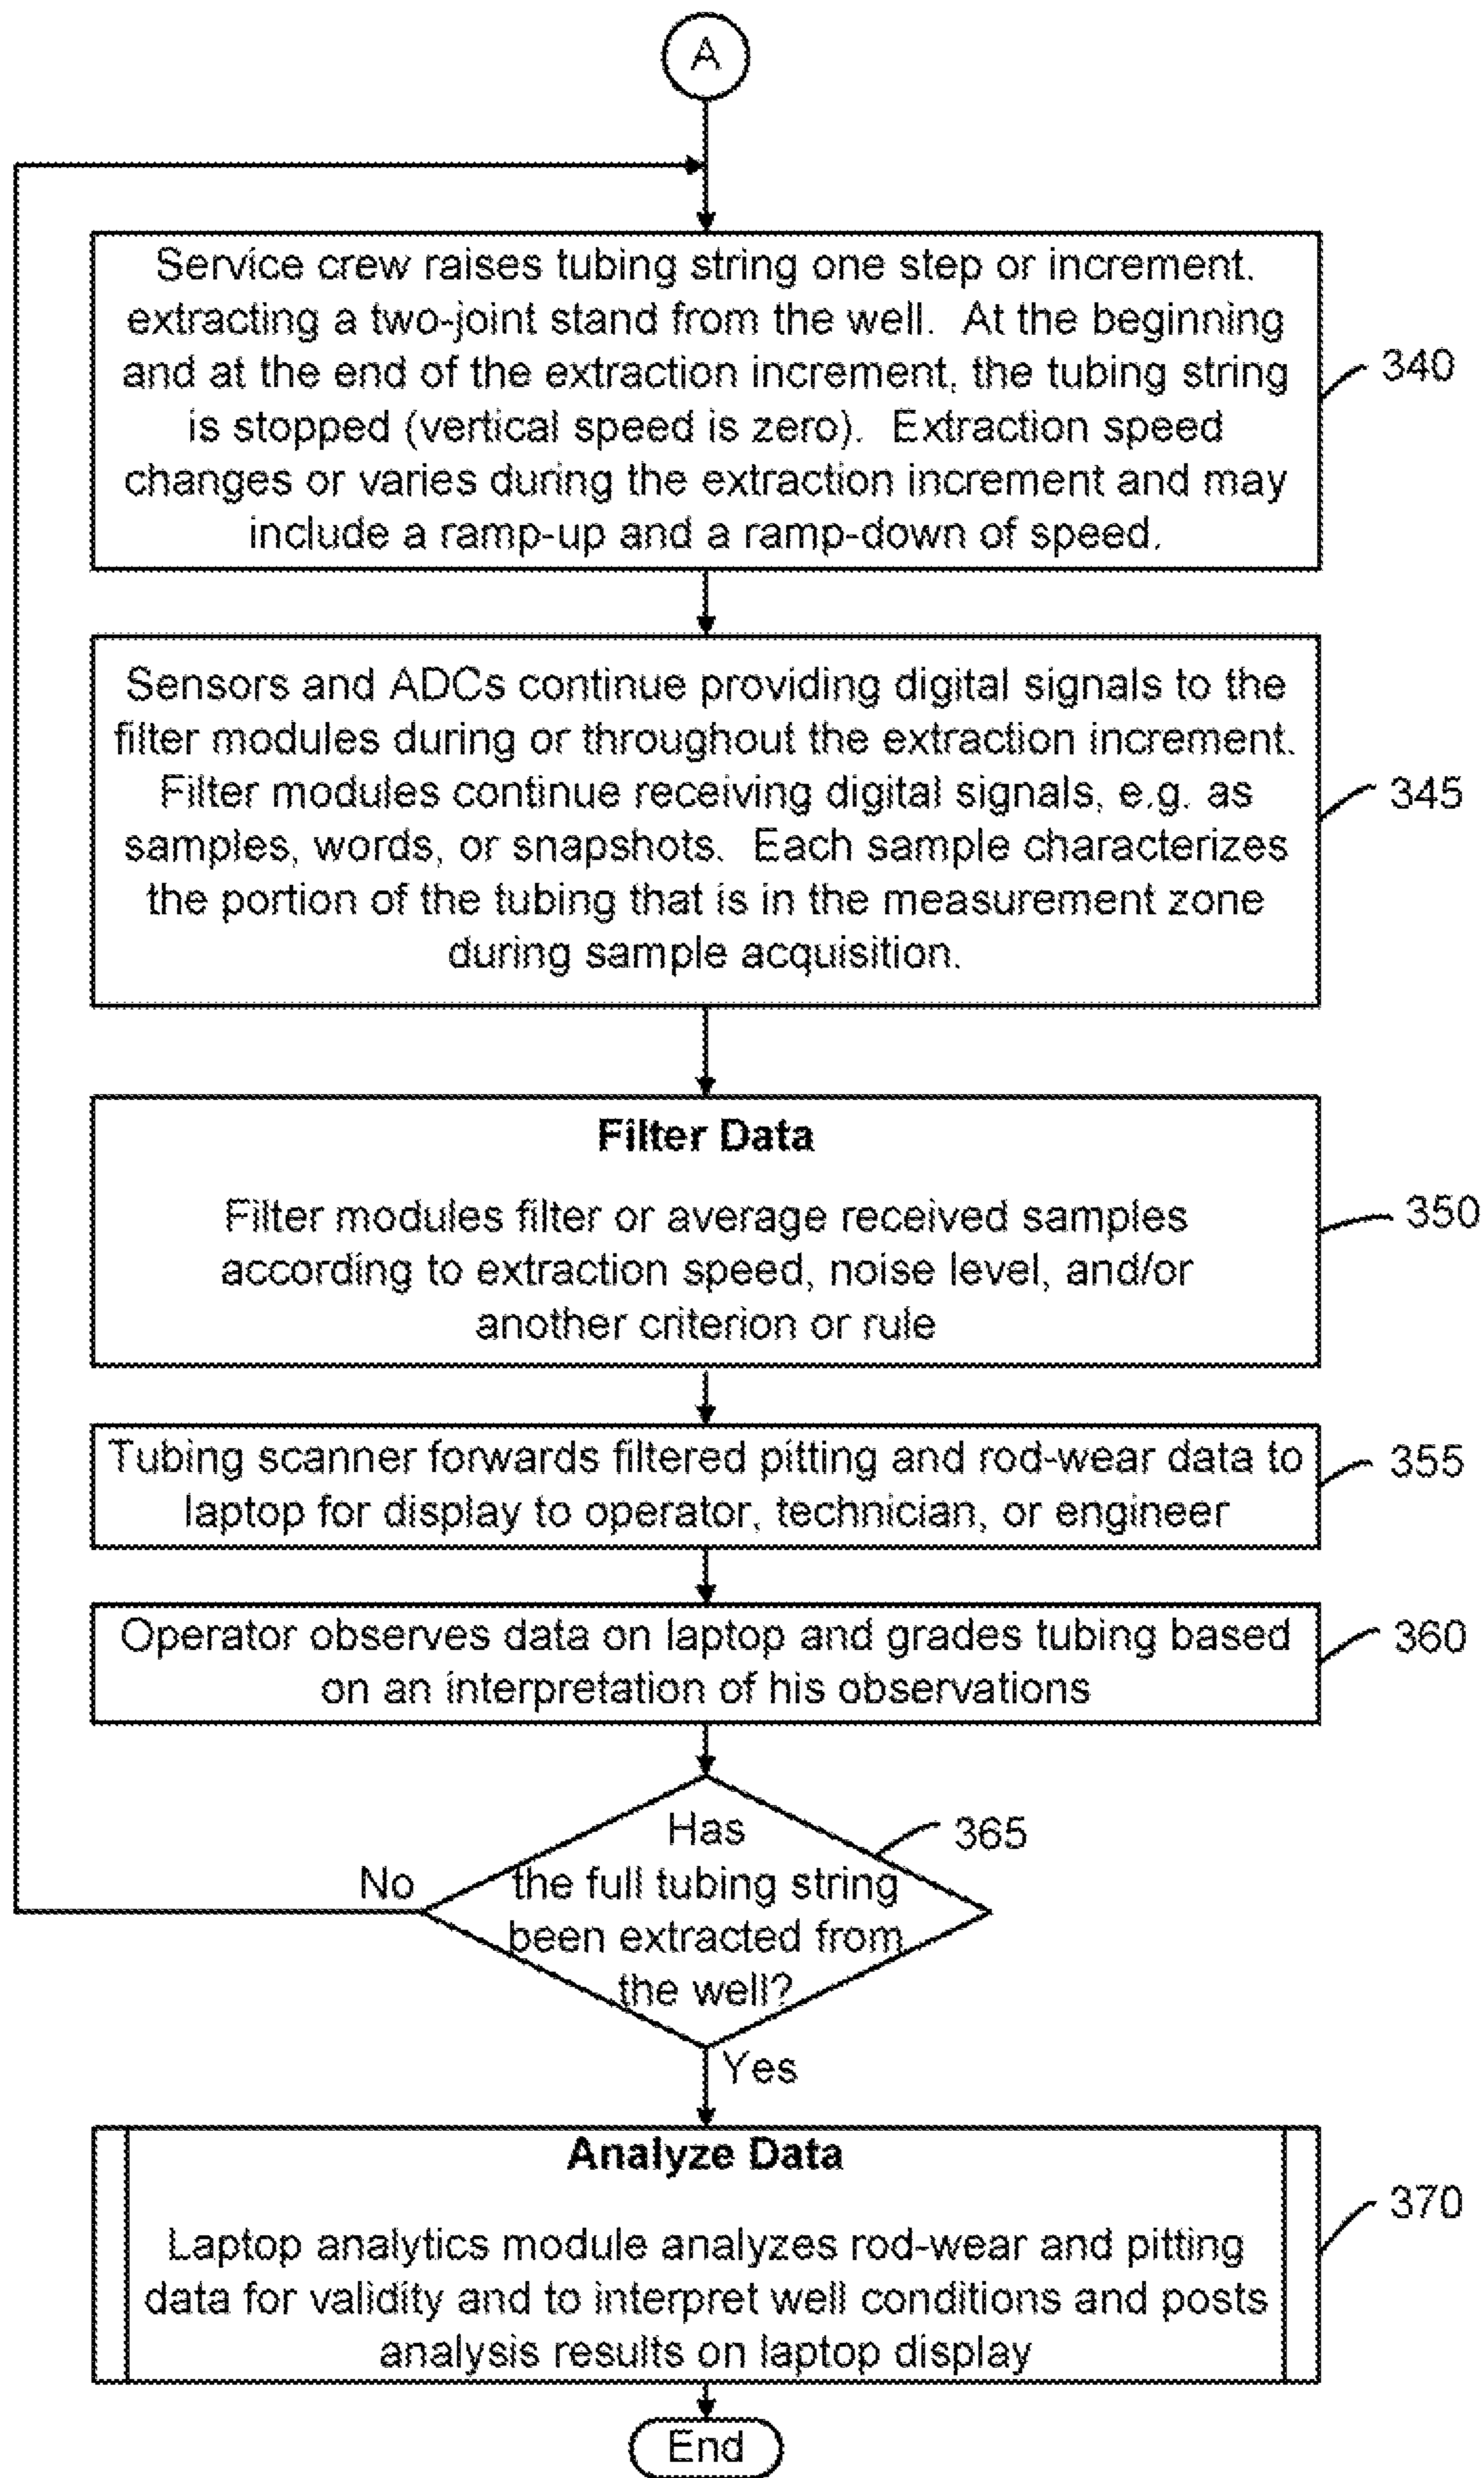 A
Service crew raises tubing string one step or increment.
extracting a two-joint stand from the well. At the beginning
and at the end of the extraction increment, the tubing string
is stopped (vertical speed is zero). Extraction speed
changes or varies during the extraction increment and may
include a ramp-up and a ramp-down of speed.
340
Sensors and ADCs continue providing digital signals to the
filter modules during or throughout the extraction increment.
Filter modules continue receiving digital signals, e.g. as
samples, words, or snapshots. Each sample characterizes
the portion of the tubing that is in the measurement zone
during sample acquisition.
345
Filter Data
Filter modules filter or average received samples
according to extraction speed, noise level, and/or
another criterion or rule
350
Tubing scanner forwards filtered pitting and rod-wear data to
laptop for display to operator, technician, or engineer
355
Operator observes data on laptop and grades tubing based
on an interpretation of his observations
360
Has
the full tubing string
been extracted from
the well?
365
No
Yes
Analyze Data
Laptop analytics module analyzes rod-wear and pitting
data for validity and to interpret well conditions and posts
analysis results on laptop display
370
End